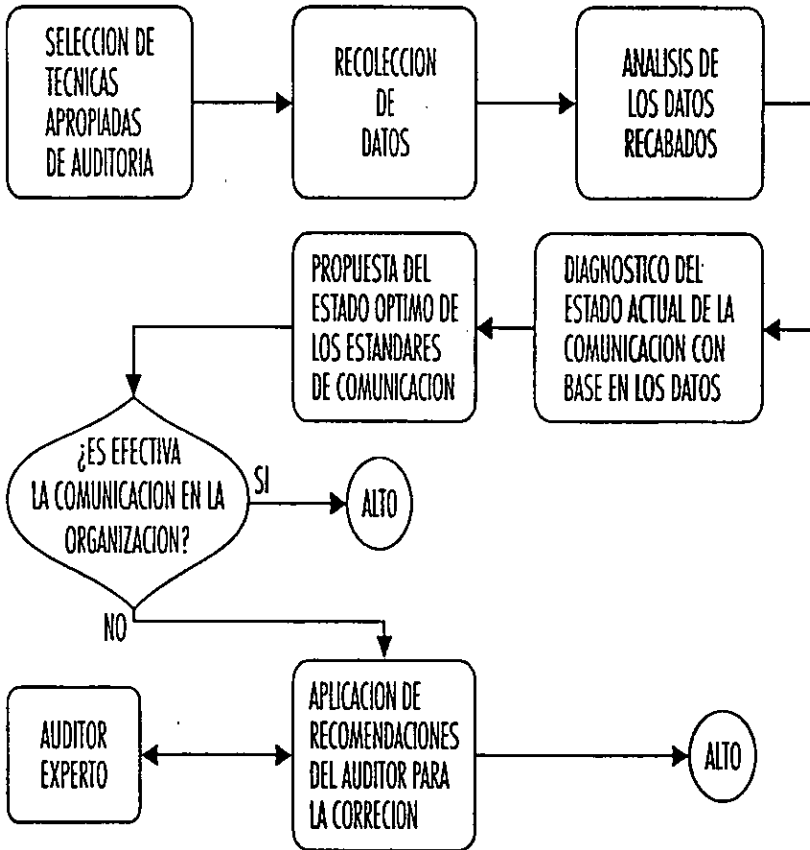 SELECCION DE
TECNICAS
APROPIADAS
DE AUDITORIA
RECOLECCION
DE
DATOS
ANALISIS DE
LOS DATOS
RECABADOS
DIAGNOSTICO DEL
ESTADO ACTUAL DE LA
COMUNICACION CON
BASE EN LOS DATOS
PROPUESTA DEL
ESTADO OPTIMO DE
LOS ESTANDARES
DE COMUNICACION
¿ES EFECTIVA
LA COMUNICACION EN LA
ORGANIZACION?
SI
ALTO
NO
APLICACION DE
RECOMENDACIONES
DEL AUDITOR PARA
LA CORRECION
AUDITOR
EXPERTO
ALTO